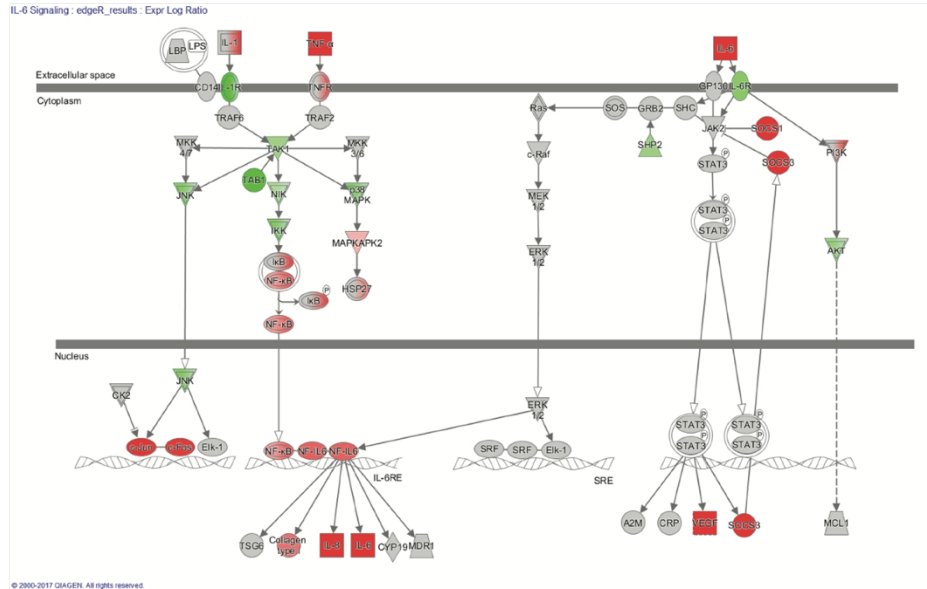 IL-6 Signaling : edgeR_results : Expr Log Ratio
LBP
LPS
IL-1
TNF-α
IL-6
Extracellular space
CD14
IL-1R
TNFR
GP130
IL-6R
Cytoplasm
TRAF6
TRAF2
Ras
SOS
GRB2
SHC
JAK2
SOCS1
MKK
4/7
TAK1
MKK
3/6
c-Raf
SHP2
STAT3
P
SOCS3
PI3K
TAB1
JNK
NIK
p38
MAPK
MEK
1/2
STAT3
P
STAT3
P
IKK
MAPKAPK2
ERK
1/2
AKT
IκB
NF-κB
HSP27
IκB
P
NF-κB
Nucleus
JNK
CK2
ERK
1/2
c-Jun
c-Fos
Elk-1
NF-κB
NF-IL6
NF-IL6
IL-6RE
SRF
SRF
Elk-1
SRE
STAT3
P
STAT3
P
STAT3
P
STAT3
P
TSG6
Collagen
type I
IL-8
IL-6
CYP19
MDR1
A2M
CRP
VEGF
SOCS3
MCL1
© 2000-2017 QIAGEN. All rights reserved.